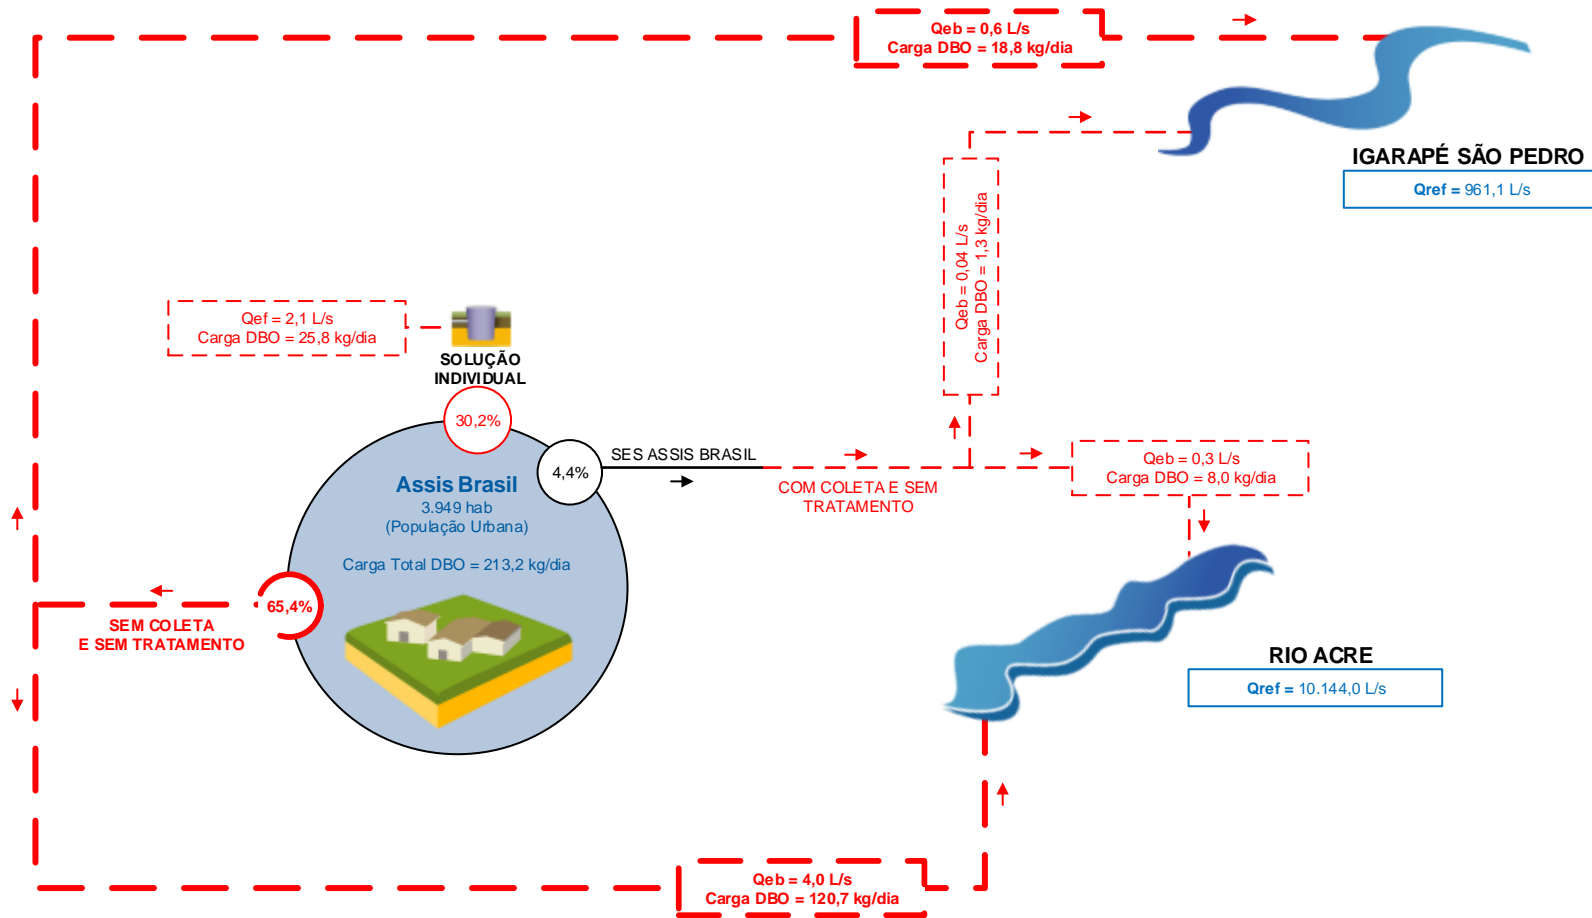 Qeb = 0,6 L/s
Carga DBO = 18,8 kg/dia
IGARAPÉ SÃO PEDRO
Qref = 961,1 L/s
Qeb = 0,04 L/s
Carga DBO = 1,3 kg/dia
Qef = 2,1 L/s
Carga DBO = 25,8 kg/dia
SOLUÇÃO
INDIVIDUAL
30,2%
4,4%
SES ASSIS BRASIL
COM COLETA E SEM
TRATAMENTO
Qeb = 0,3 L/s
Carga DBO = 8,0 kg/dia
Assis Brasil
3.949 hab
(População Urbana)
Carga Total DBO = 213,2 kg/dia
65,4%
SEM COLETA
E SEM TRATAMENTO
RIO ACRE
Qref = 10.144,0 L/s
Qeb = 4,0 L/s
Carga DBO = 120,7 kg/dia